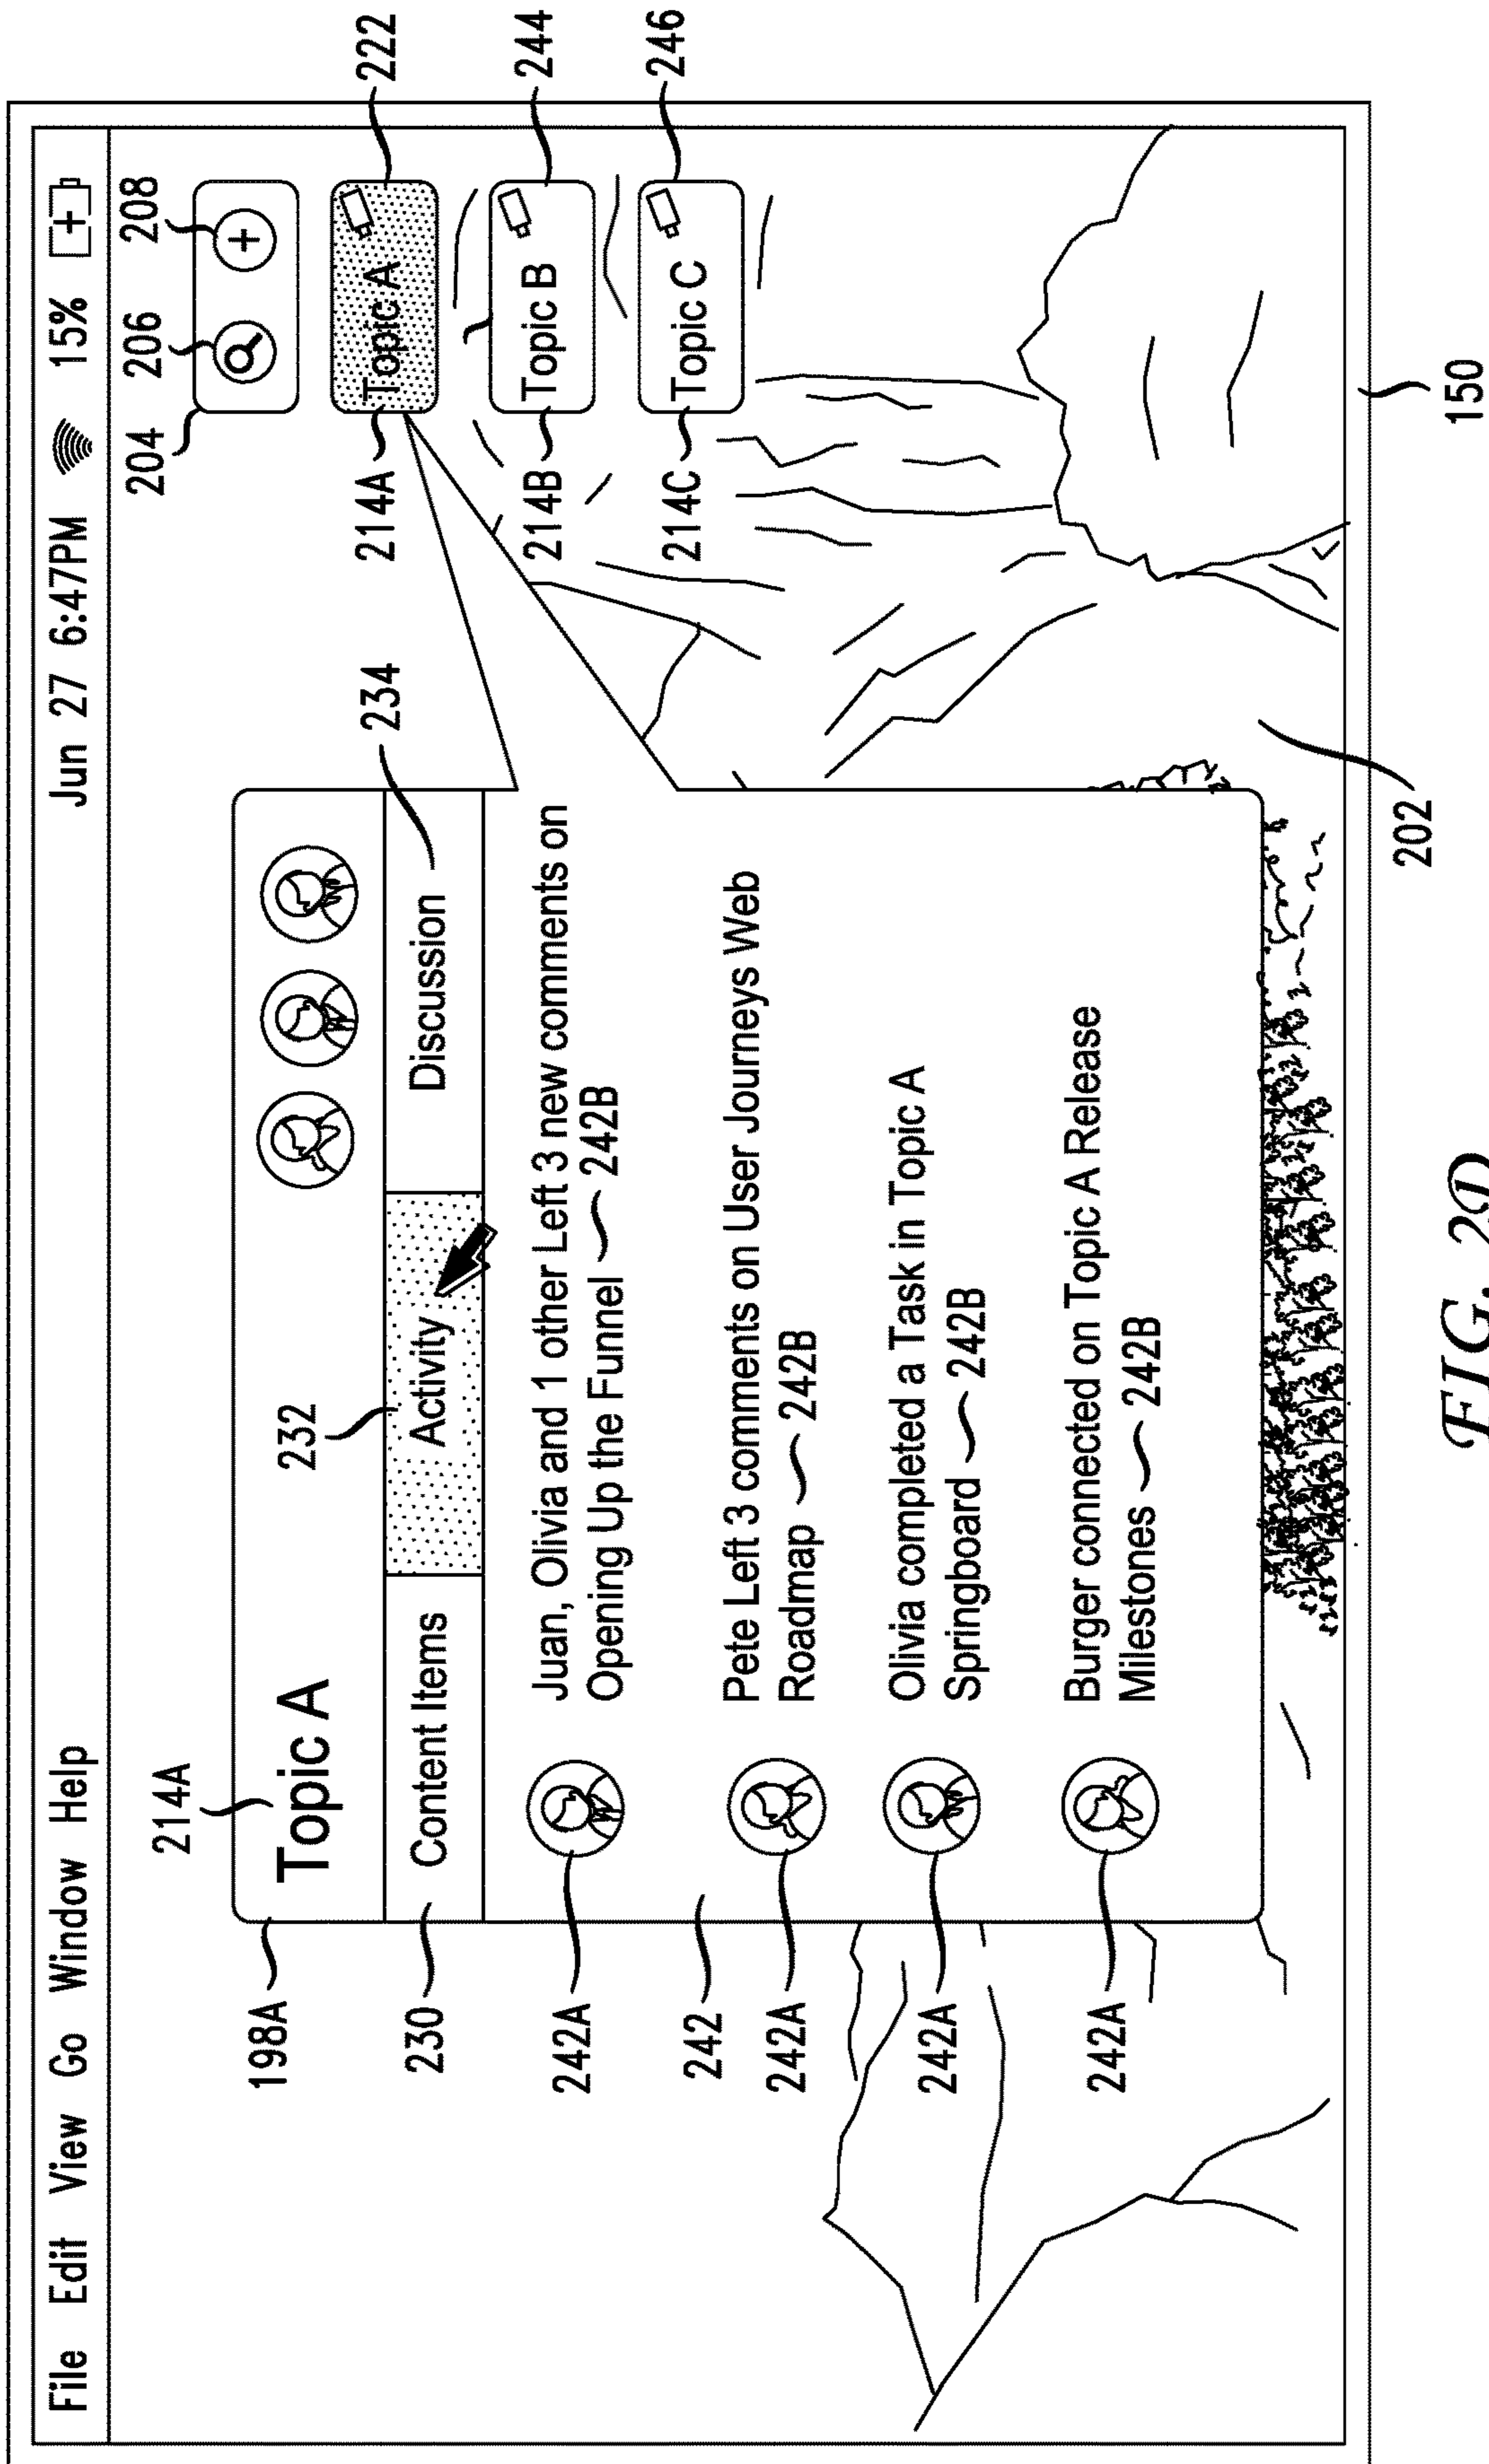 File Edit View Go Window Help
Jun 27 6:47PM 15%
204
206
208
214A
Topic A
222
214B
Topic B
244
214C
Topic C
246
214A
198A
Topic A
232
234
230
Content Items
Activity
Discussion
242A
Juan, Olivia and 1 other Left 3 new comments on
Opening Up the Funnel 242B
242
242A
Pete Left 3 comments on User Journeys Web
Roadmap 242B
242A
Olivia completed a Task in Topic A
Springboard 242B
242A
Burger connected on Topic A Release
Milestones 242B
202
150
FIG. 2D